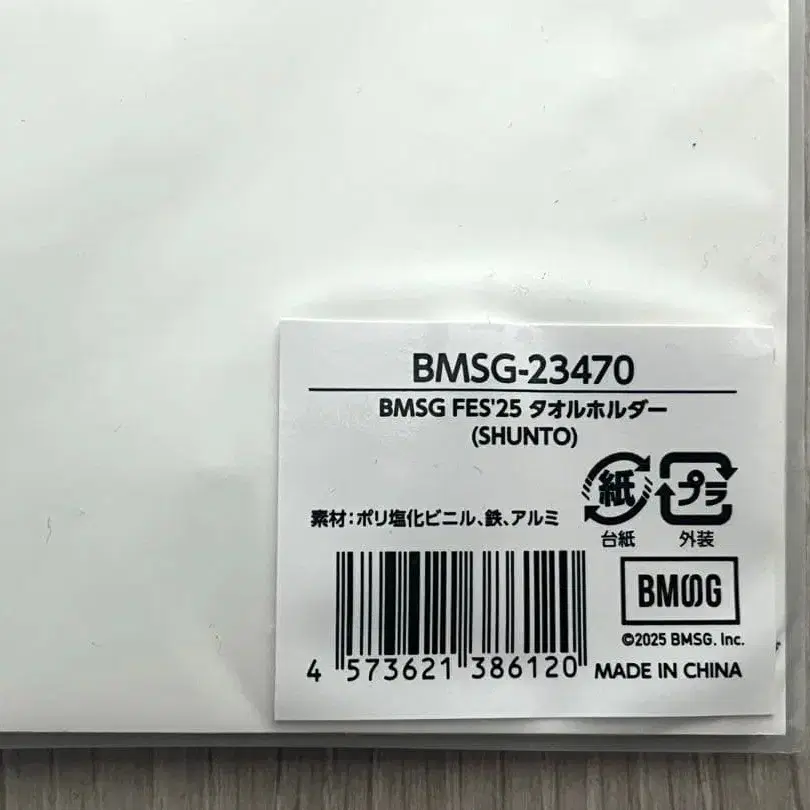 BMSG-23470
BMSG FES'25 タオルホルダー
(SHUNTO)
紙 プラ
台紙 外装
素材:ポリ塩化ビニル、鉄、アルミ
BMSG
©2025 BMSG. Inc.
4 573621 386120
MADE IN CHINA